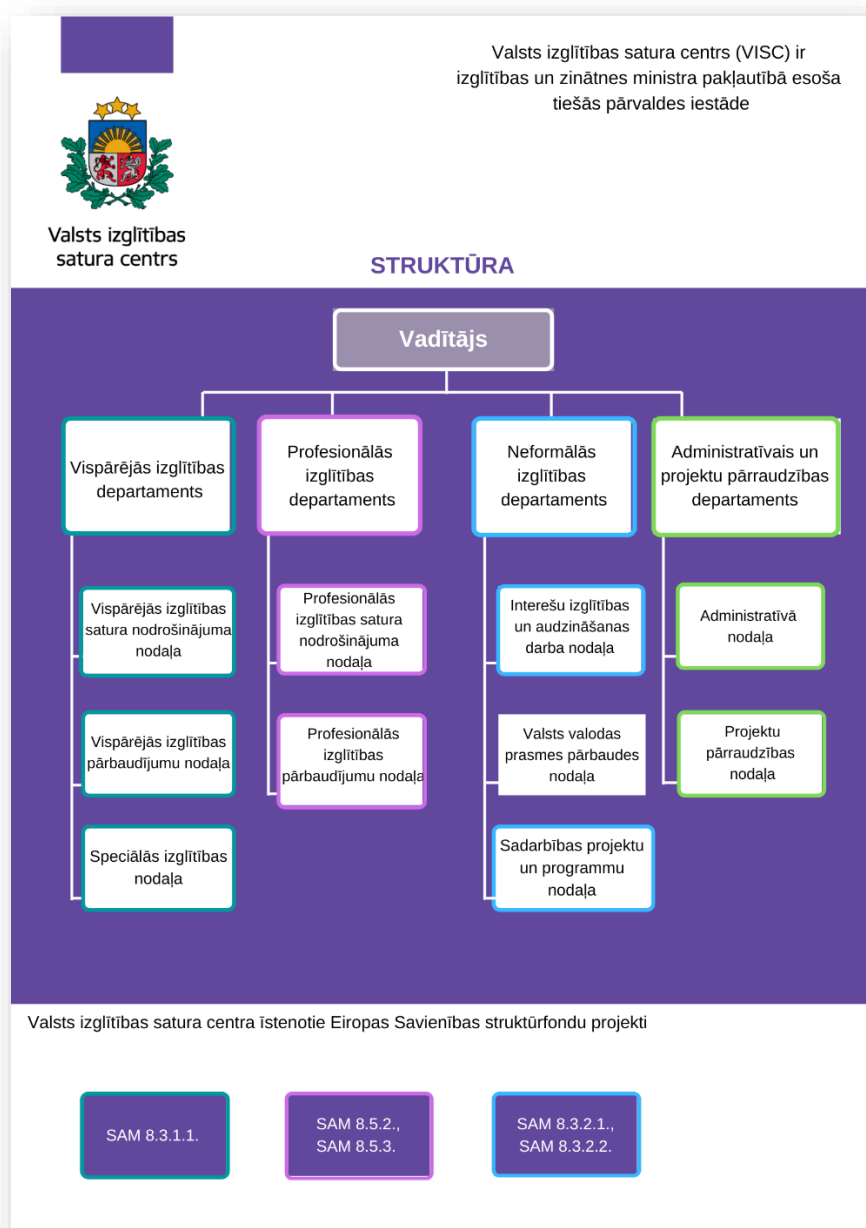 Valsts izglītības satura centrs (VISC) ir
izglītības un zinātnes ministra pakļautībā esoša
tiešās pārvaldes iestāde
Valsts izglītības
satura centrs
STRUKTŪRA
Vadītājs
Vispārējās izglītības
departaments
Profesionālās
izglītības
departaments
Neformālās
izglītības
departaments
Administratīvais un
projektu pārraudzības
departaments
Vispārējās izglītības
satura nodrošinājuma
nodaļa
Profesionālās
izglītības satura
nodrošinājuma
nodaļa
Interešu izglītības
un audzināšanas
darba nodaļa
Administratīvā
nodaļa
Vispārējās izglītības
pārbaudījumu nodaļa
Profesionālās
izglītības
pārbaudījumu nodaļa
Valsts valodas
prasmes pārbaudes
nodaļa
Projektu
pārraudzības
nodaļa
Speciālās izglītības
nodaļa
Sadarbības projektu
un programmu
nodaļa
Valsts izglītības satura centra īstenotie Eiropas Savienības struktūrfondu projekti
SAM 8.3.1.1.
SAM 8.5.2.,
SAM 8.5.3.
SAM 8.3.2.1.,
SAM 8.3.2.2.